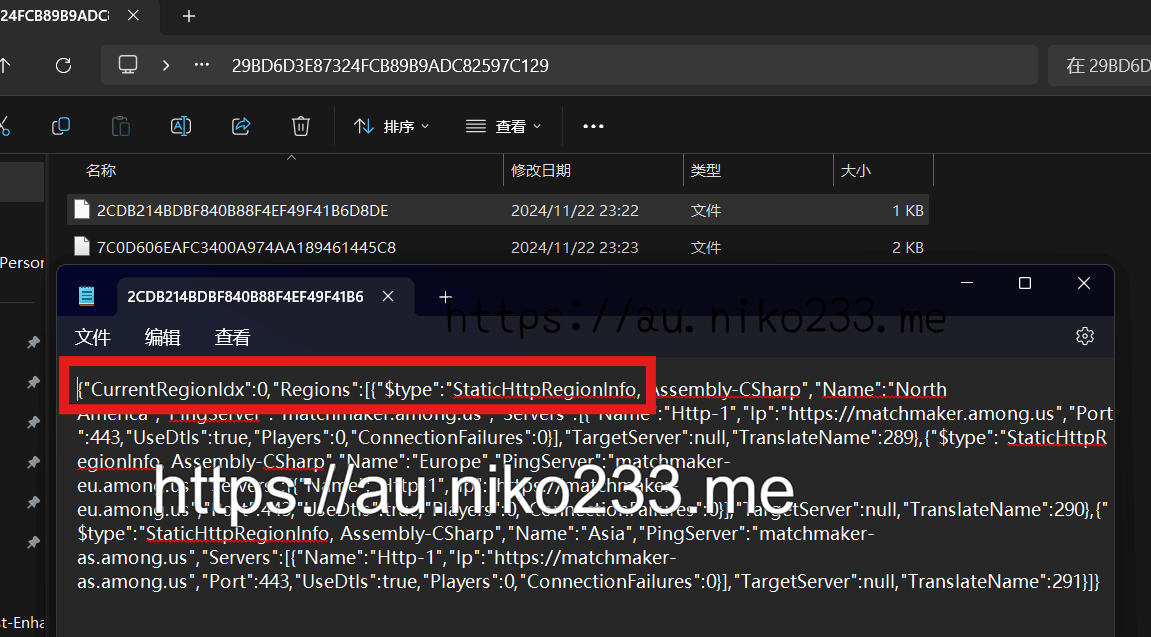 24FCB89B9ADC8
29BD6D3E87324FCB89B9ADC82597C129
在 29BD6D
排序
查看
名称
修改日期
类型
大小
2CDB214BDBF840B88F4EF49F41B6D8DE
2024/11/22 23:22
文件
1 KB
7C0D606EAFC3400A974AA189461445C8
2024/11/22 23:23
文件
2 KB
Person
2CDB214BDBF840B88F4EF49F41B6
https://au.niko233.me
文件
编辑
查看
{"CurrentRegionIdx":0,"Regions":[{"$type":"StaticHttpRegionInfo, Assembly-CSharp","Name":"North
America","PingServer":"matchmaker.among.us","Servers":[{"Name":"Http-1","Ip":"https://matchmaker.among.us","Port
":443,"UseDtls":true,"Players":0,"ConnectionFailures":0}],"TargetServer":null,"TranslateName":289},{"$type":"StaticHttpR
egionInfo, Assembly-CSharp","Name":"Europe","PingServer":"matchmaker-
eu.among.us","Servers":[{"Name":"Http-1","Ip":"https://matchmaker-
https://au.niko233.me
eu.among.us","Port":443,"UseDtls":true,"Players":0,"ConnectionFailures":0}],"TargetServer":null,"TranslateName":290},{"
$type":"StaticHttpRegionInfo, Assembly-CSharp","Name":"Asia","PingServer":"matchmaker-
as.among.us","Servers":[{"Name":"Http-1","Ip":"https://matchmaker-
as.among.us","Port":443,"UseDtls":true,"Players":0,"ConnectionFailures":0}],"TargetServer":null,"TranslateName":291}]}
st-Enha